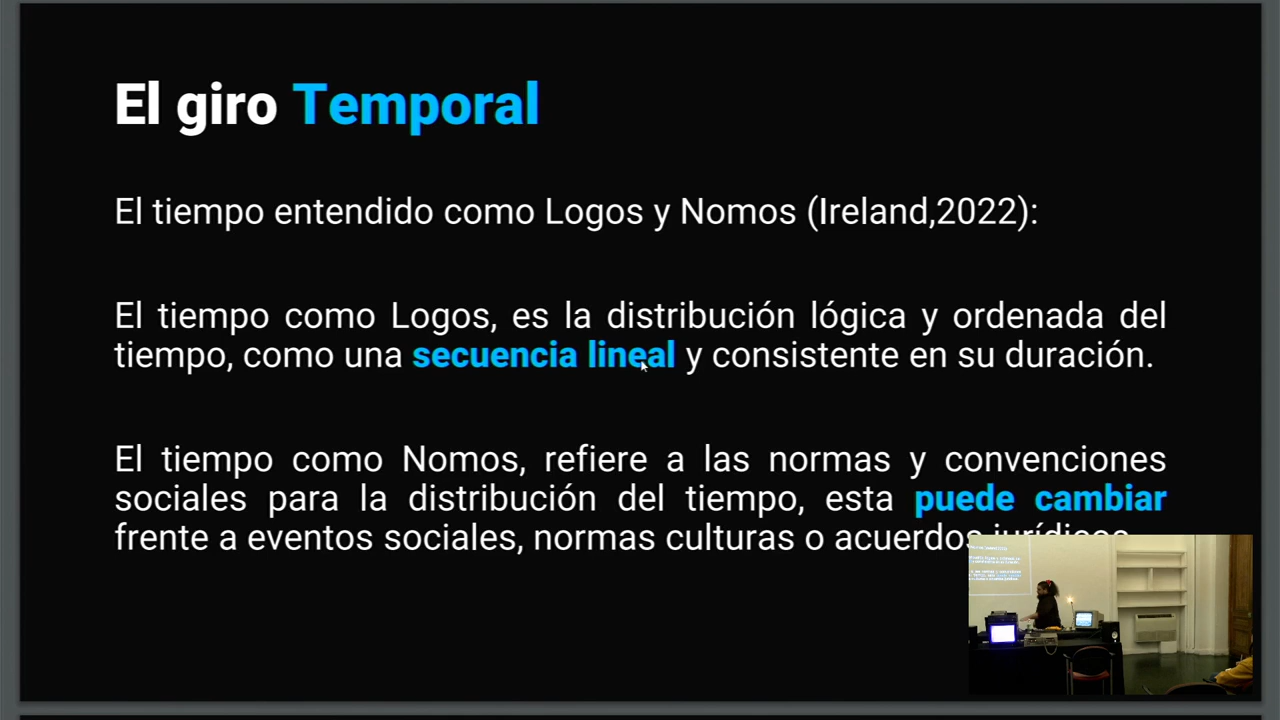 El giro Temporal
El tiempo entendido como Logos y Nomos (Ireland,2022):
El tiempo como Logos, es la distribución lógica y ordenada del
tiempo, como una secuencia lineal y consistente en su duración.
El tiempo como Nomos, refiere a las normas y convenciones
sociales para la distribución del tiempo, esta puede cambiar
frente a eventos sociales, normas culturas o acuerdos jurídicos.